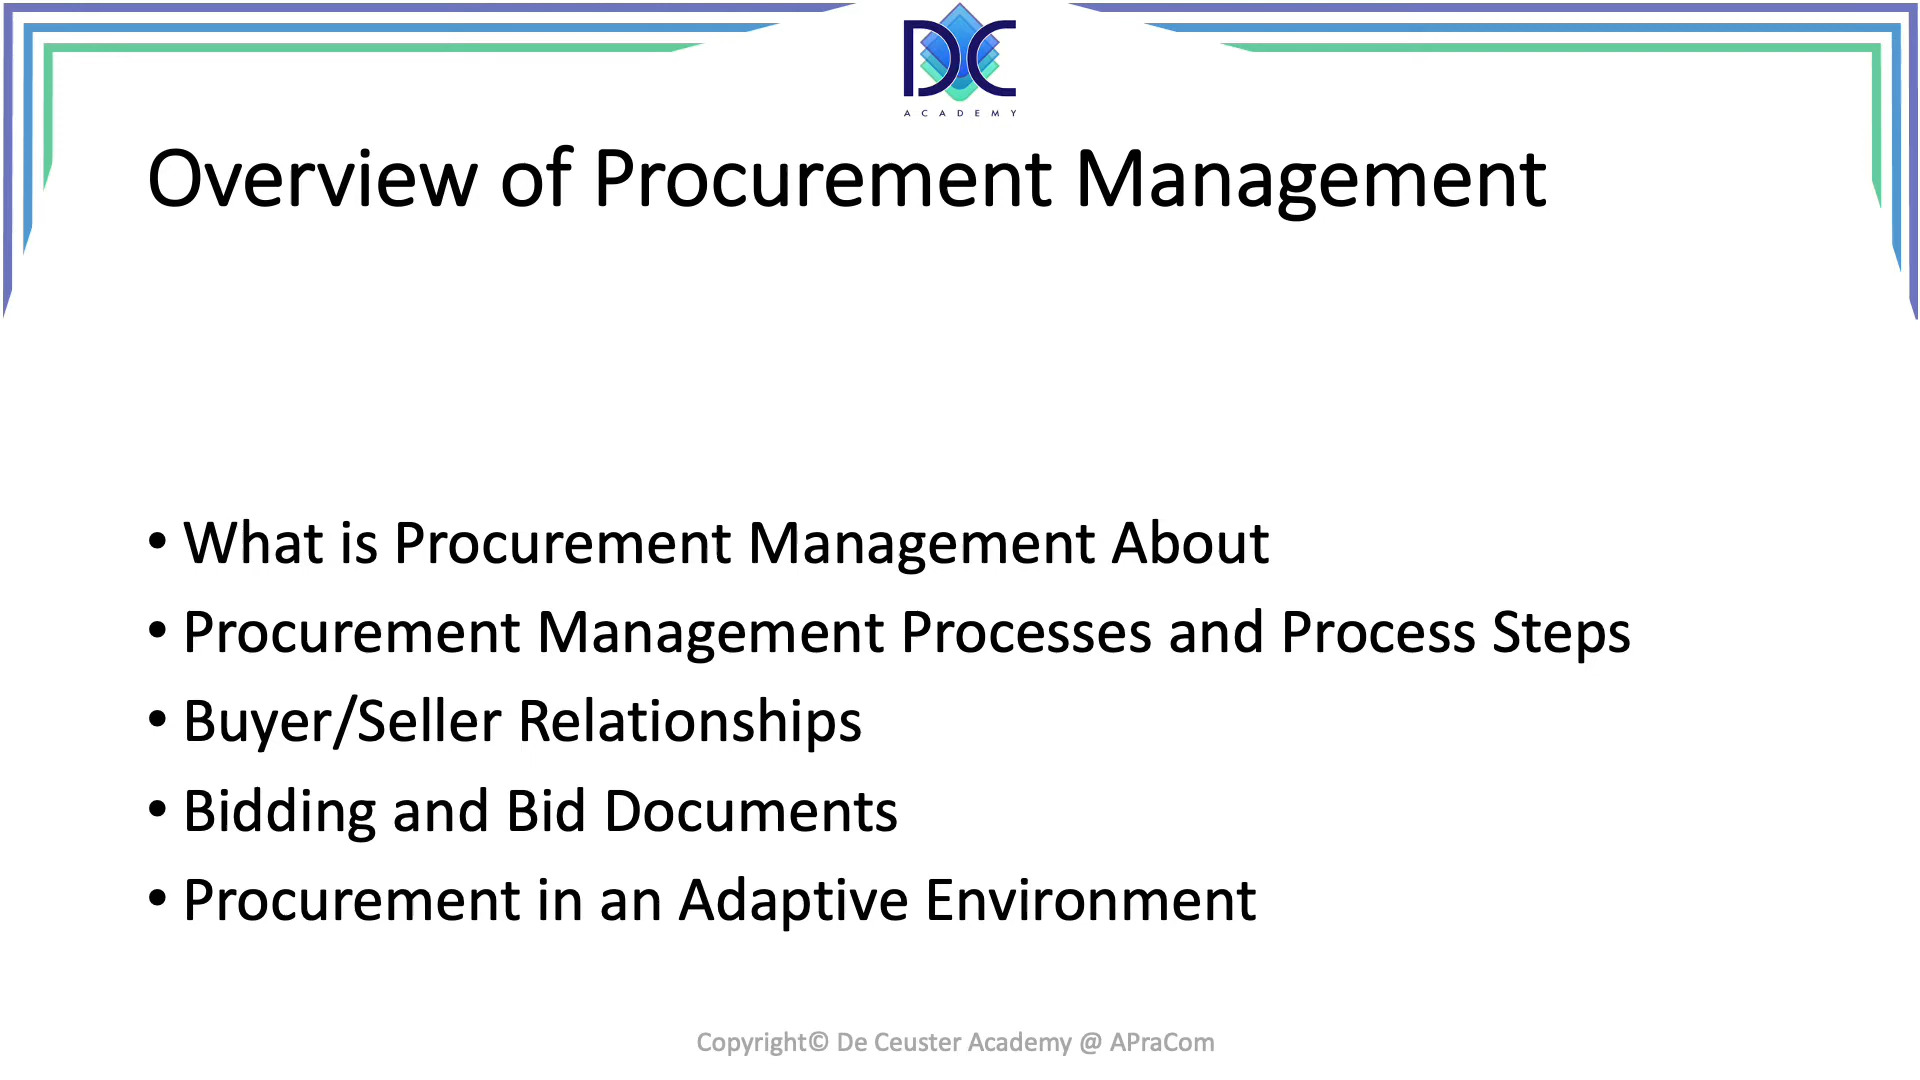 DC
ACADEMY
Overview of Procurement Management
• What is Procurement Management About
• Procurement Management Processes and Process Steps
• Buyer/Seller Relationships
• Bidding and Bid Documents
• Procurement in an Adaptive Environment
Copyright© De Ceuster Academy @ APraCom